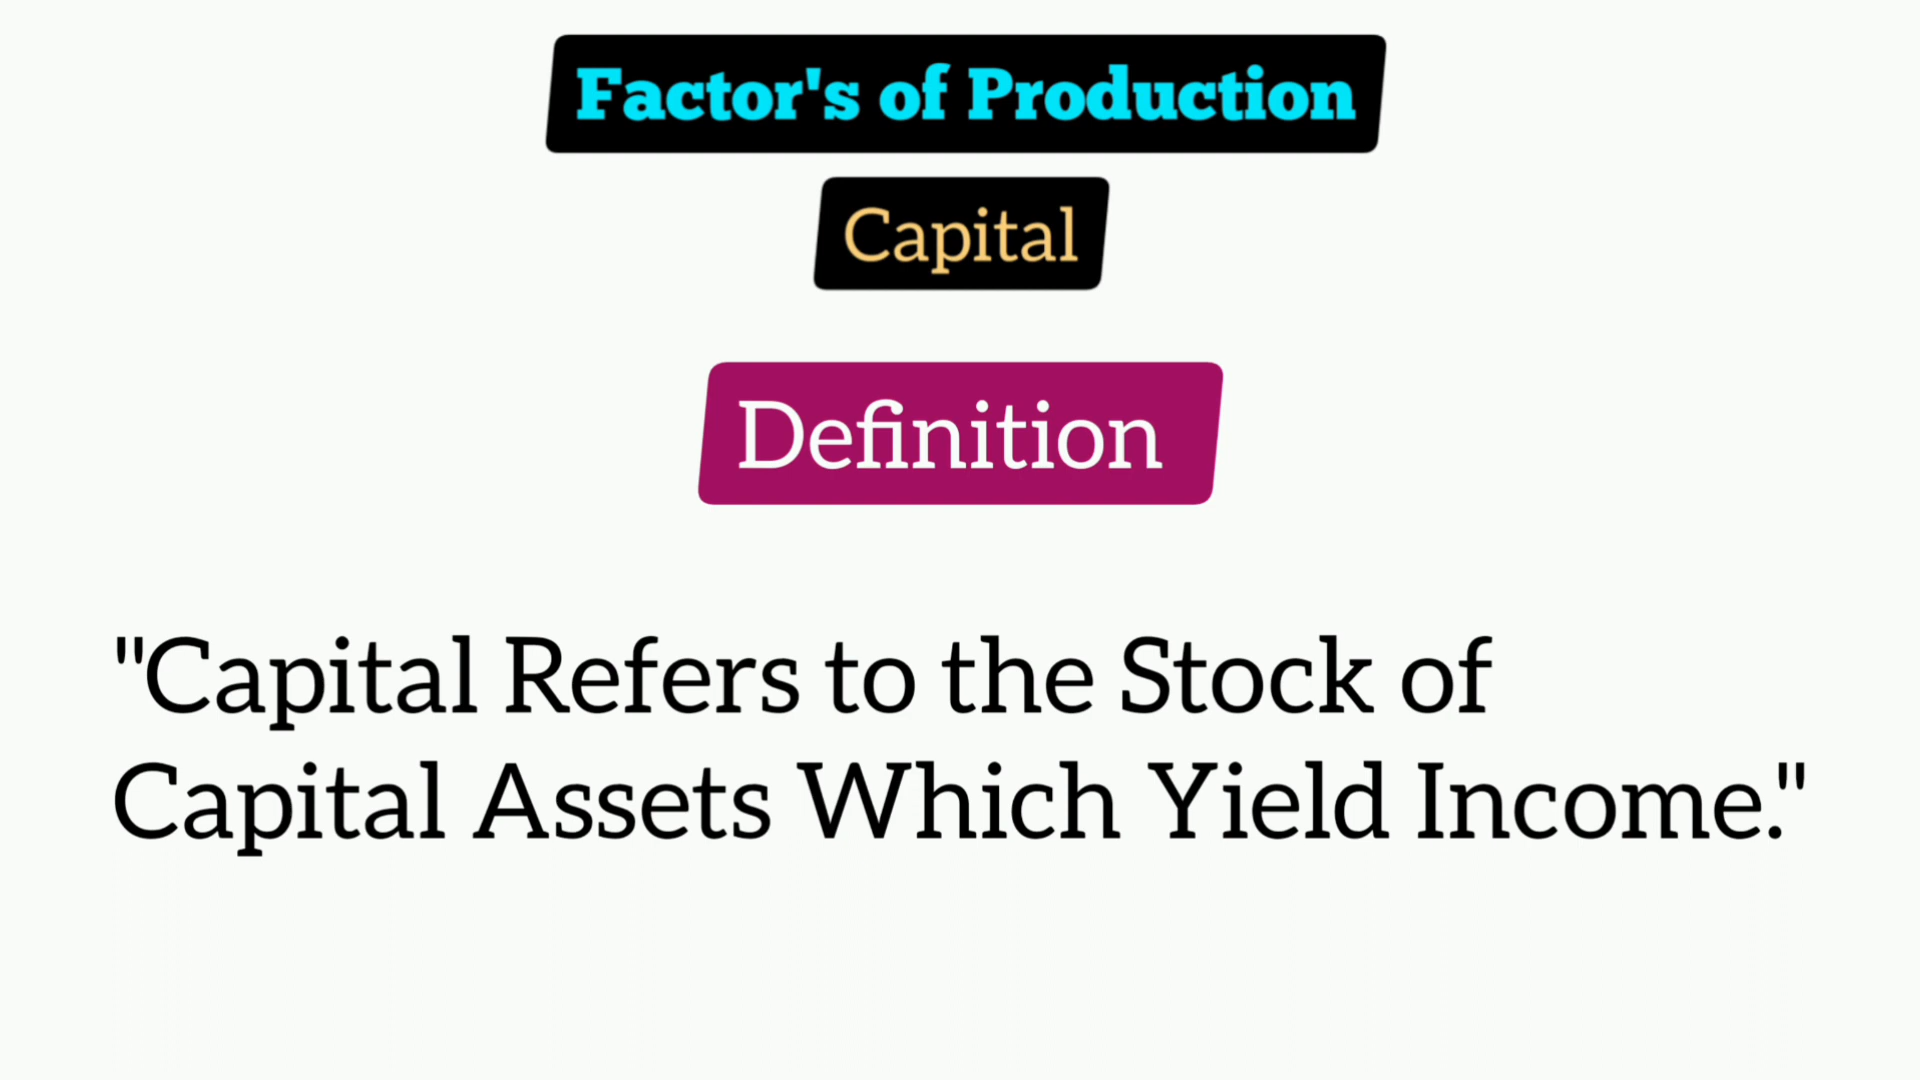 Factor's of Production
Capital
Definition
"Capital Refers to the Stock of
Capital Assets Which Yield Income."